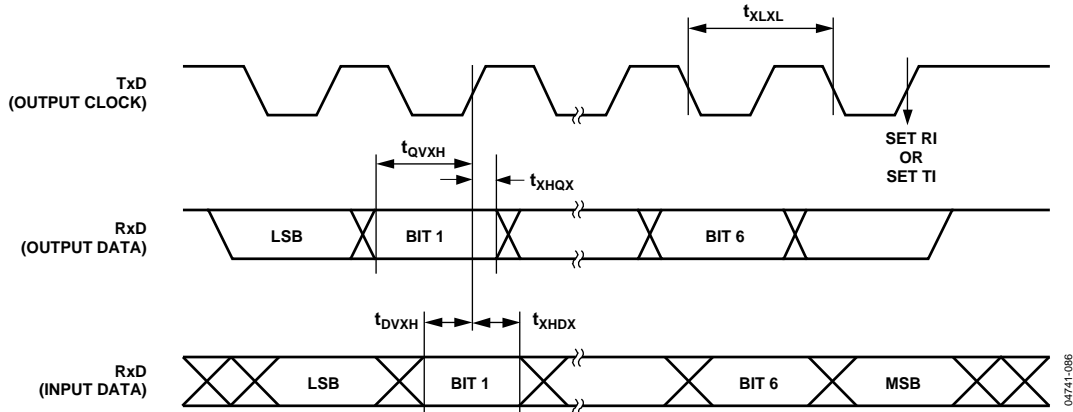 tXLXL
TxD
(OUTPUT CLOCK)
SET RI
OR
SET TI
tQVXH
tXHQX
RxD
(OUTPUT DATA)
LSB
BIT 1
BIT 6
tDVXH
tXHDX
RxD
(INPUT DATA)
LSB
BIT 1
BIT 6
MSB
04741-086